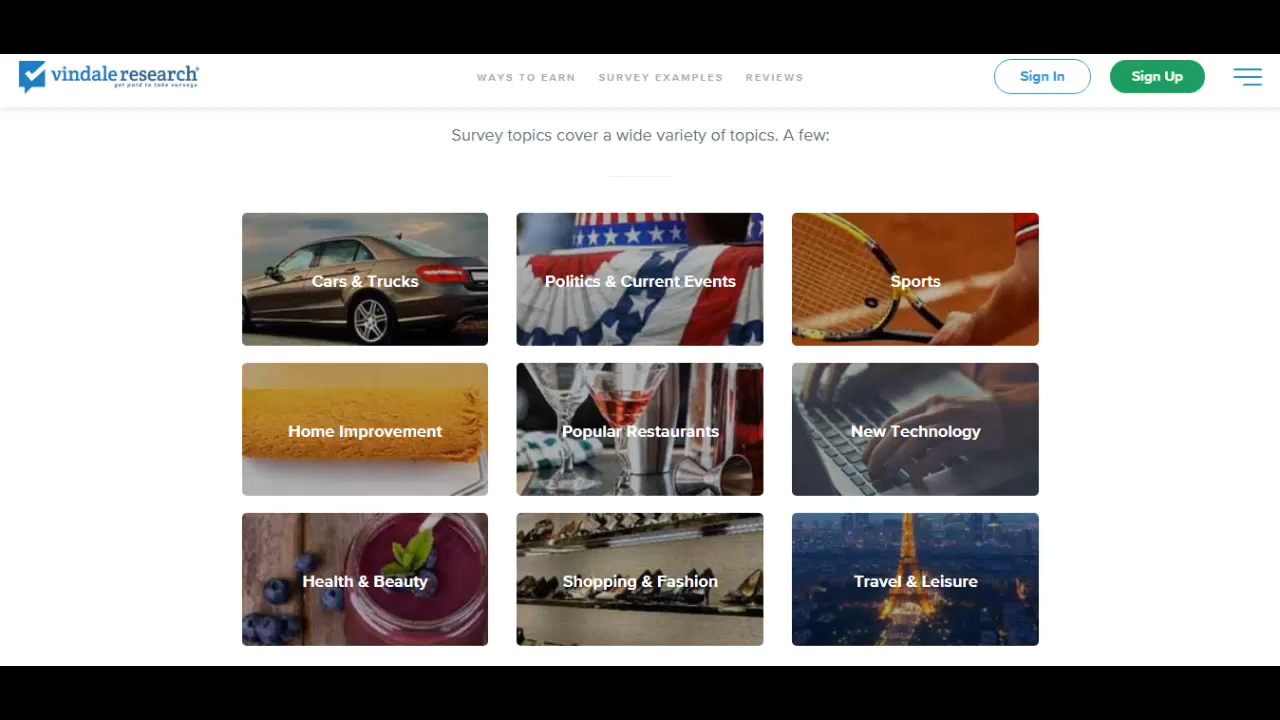 vindale research
get paid to take surveys
WAYS TO EARN
SURVEY EXAMPLES
REVIEWS
Sign In
Sign Up
Survey topics cover a wide variety of topics. A few:
Cars & Trucks
Politics & Current Events
Sports
Home Improvement
Popular Restaurants
New Technology
Health & Beauty
Shopping & Fashion
Travel & Leisure